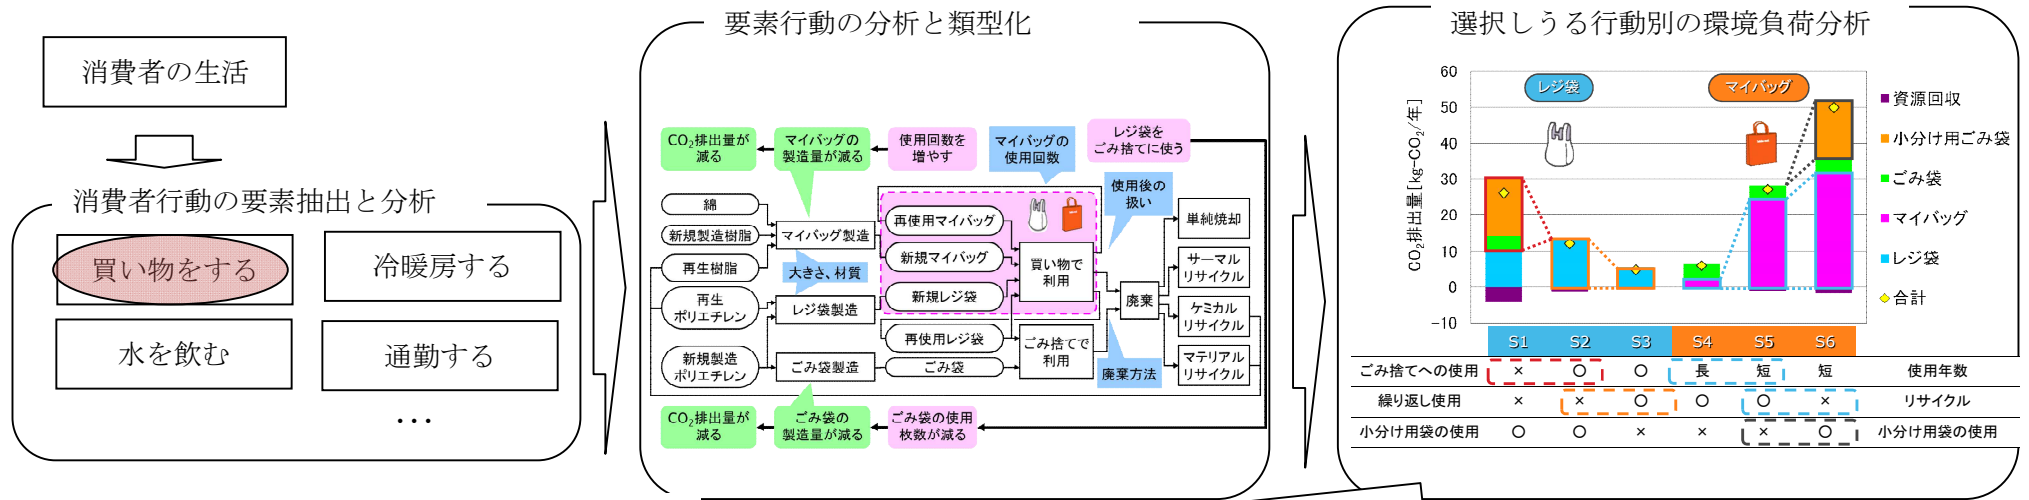 消費者の生活
消費者行動の要素抽出と分析
買い物をする
冷暖房する
水を飲む
通勤する
…
要素行動の分析と類型化
CO₂排出量が
減る
マイバッグの
製造量が減る
使用回数を
増やす
マイバッグの
使用回数
レジ袋を
ごみ捨てに使う
使用後の
扱い
綿
新規製造樹脂
再生樹脂
再生
ポリエチレン
新規製造
ポリエチレン
マイバッグ製造
大きさ、材質
レジ袋製造
ごみ袋製造
再使用マイバッグ
新規マイバッグ
新規レジ袋
再使用レジ袋
ごみ袋
買い物で
利用
ごみ捨てで
利用
廃棄
廃棄方法
単純焼却
サーマル
リサイクル
ケミカル
リサイクル
マテリアル
リサイクル
CO₂排出量が
減る
ごみ袋の
製造量が減る
ごみ袋の使用
枚数が減る
選択しうる行動別の環境負荷分析
CO₂排出量[kg-CO₂/年]
60
50
40
30
20
10
0
-10
レジ袋
マイバッグ
資源回収
小分け用ごみ袋
ごみ袋
マイバッグ
レジ袋
合計
S1 S2 S3 S4 S5 S6
ごみ捨てへの使用 × ○ ○ 長 短 短 使用年数
繰り返し使用 × × ○ ○ ○ × リサイクル
小分け用袋の使用 ○ ○ × × × ○ 小分け用袋の使用